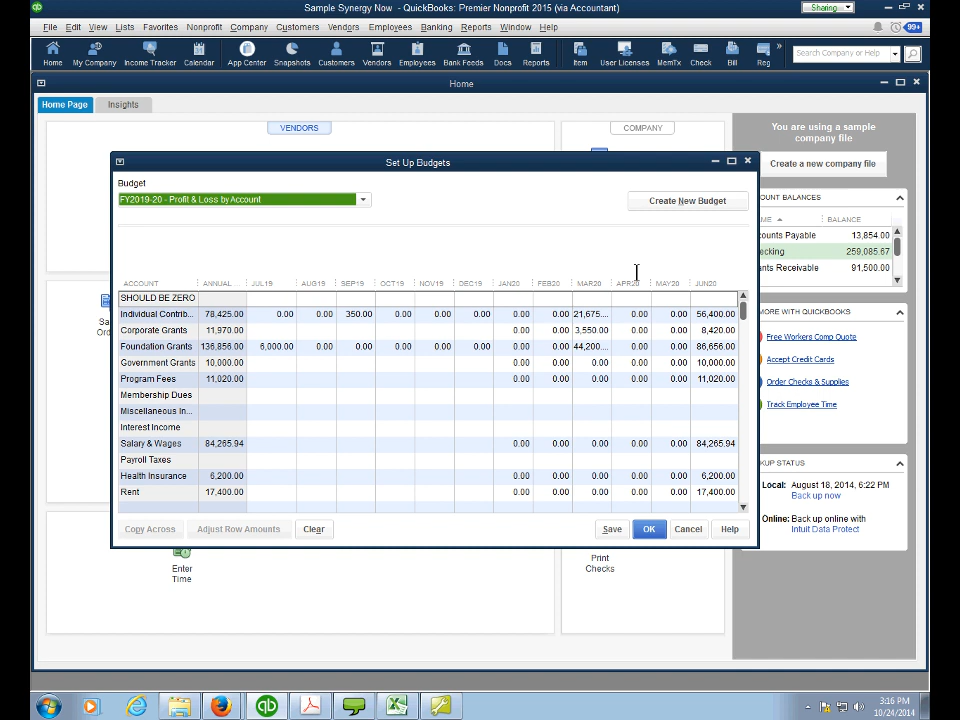 Sample Synergy Now - QuickBooks: Premier Nonprofit 2015 (via Accountant)
Sharing
File Edit View Lists Favorites Nonprofit Company Customers Vendors Employees Banking Reports Window Help
99+
Home My Company Income Tracker Calendar App Center Snapshots Customers Vendors Employees Bank Feeds Docs Reports Item User Licenses MemTx Check Bill Reg
Search Company or Help
Home
Home Page Insights
VENDORS
COMPANY
You are using a sample company file
Create a new company file
Set Up Budgets
Budget
FY2019-20 - Profit & Loss by Account
Create New Budget
ACCOUNT ANNUAL... JUL19 AUG19 SEP19 OCT19 NOV19 DEC19 JAN20 FEB20 MAR20 APR20 MAY20 JUN20
SHOULD BE ZERO
Individual Contrib... 78,425.00 0.00 0.00 350.00 0.00 0.00 0.00 0.00 0.00 21,675.... 0.00 0.00 56,400.00
Corporate Grants 11,970.00 0.00 0.00 3,550.00 0.00 0.00 8,420.00
Foundation Grants 136,856.00 6,000.00 0.00 0.00 0.00 0.00 0.00 0.00 0.00 44,200.... 0.00 0.00 86,656.00
Government Grants 10,000.00 0.00 0.00 0.00 0.00 0.00 10,000.00
Program Fees 11,020.00 0.00 0.00 0.00 0.00 0.00 11,020.00
Membership Dues
Miscellaneous In...
Interest Income
Salary & Wages 84,265.94 0.00 0.00 0.00 0.00 0.00 84,265.94
Payroll Taxes
Health Insurance 6,200.00 0.00 0.00 0.00 0.00 0.00 6,200.00
Rent 17,400.00 0.00 0.00 0.00 0.00 0.00 17,400.00
Copy Across Adjust Row Amounts Clear Save OK Cancel Help
OUNT BALANCES
ME BALANCE
counts Payable 13,854.00
ecking 259,085.67
nts Receivable 91,500.00
MORE WITH QUICKBOOKS
Free Workers Comp Quote
Accept Credit Cards
Order Checks & Supplies
Track Employee Time
KUP STATUS
Local: August 18, 2014, 6:22 PM
Back up now
Online: Back up online with
Intuit Data Protect
Sa
Orc
Enter
Time
Print
Checks
3:16 PM
10/24/2014